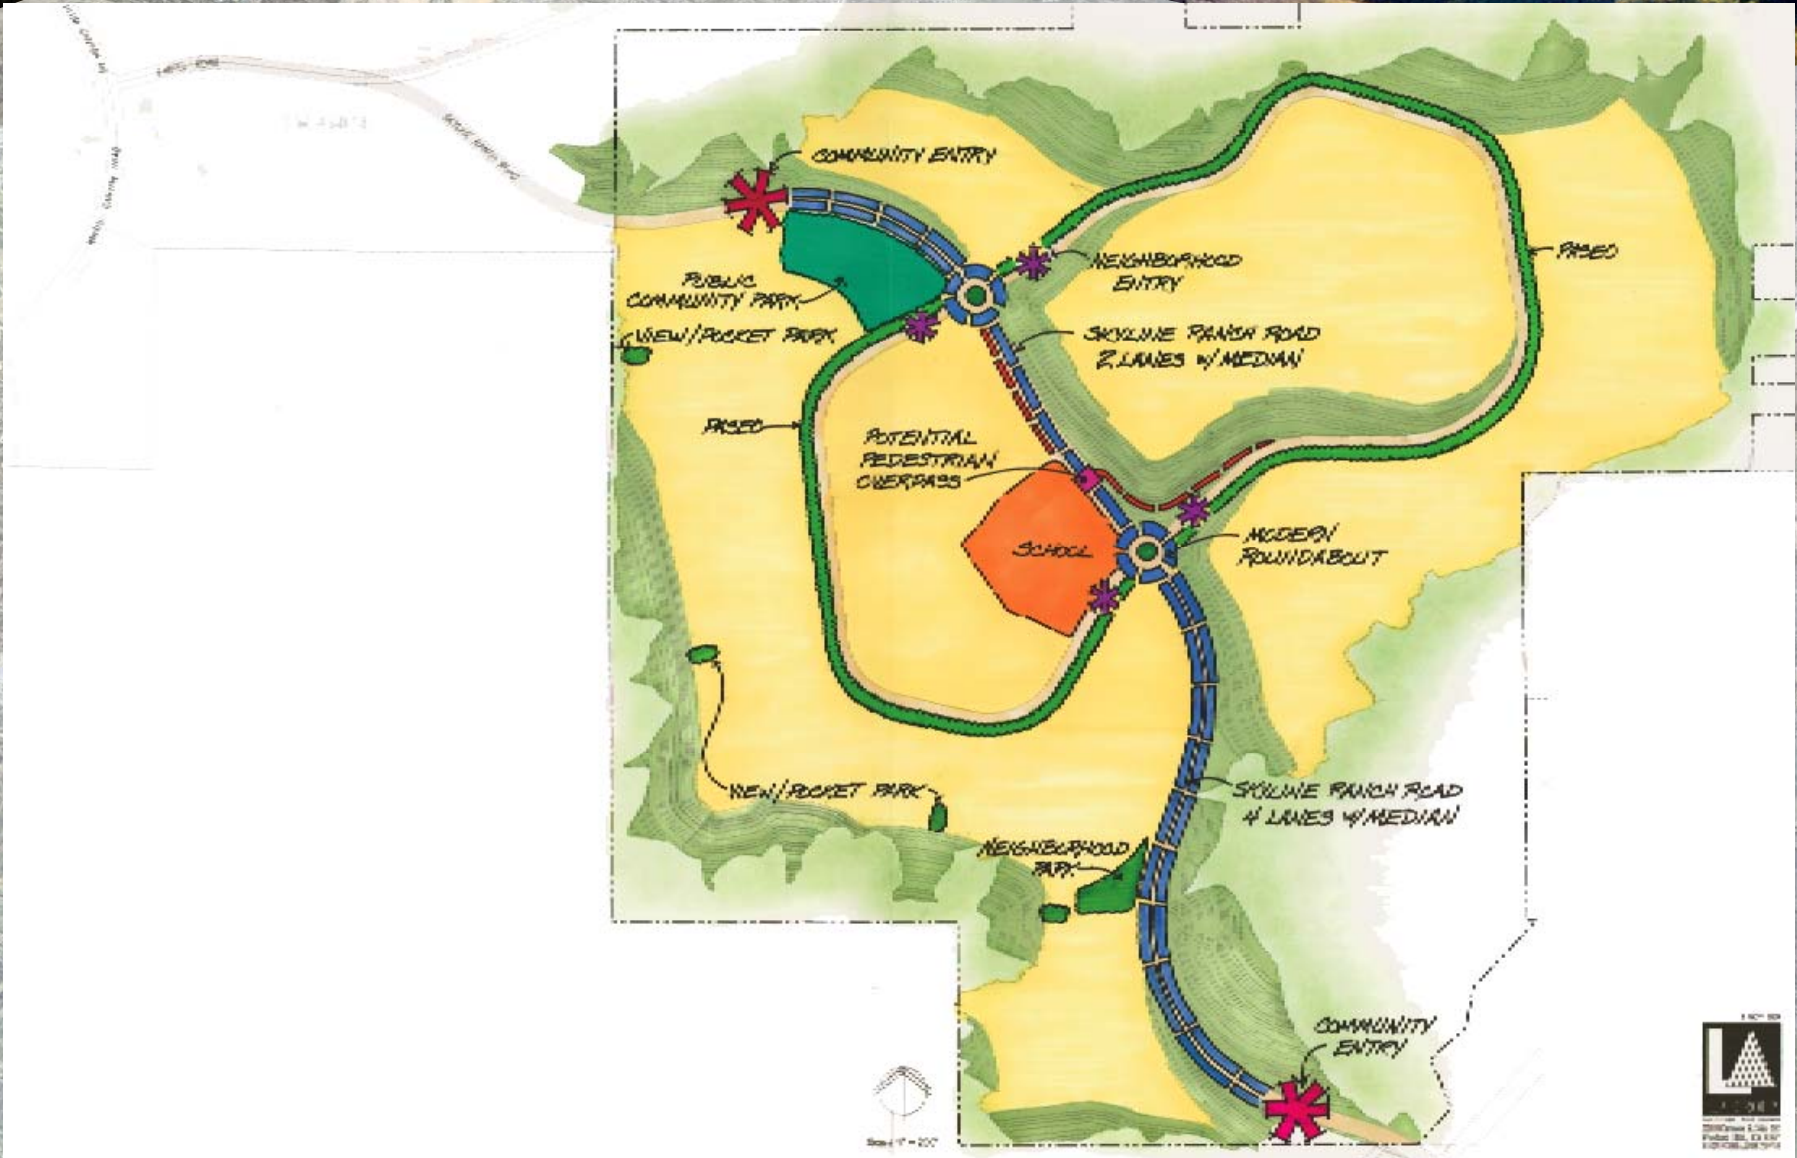 COMMUNITY ENTRY
PUBLIC
COMMUNITY PARK
NEIGHBORHOOD
ENTRY
PASEO
VIEW/POCKET PARK
SKYLINE RANCH ROAD
2 LANES W/ MEDIAN
PASEO
POTENTIAL
PEDESTRIAN
OVERPASS
SCHOOL
MODERN
ROUNDABOUT
VIEW/POCKET PARK
SKYLINE RANCH ROAD
4 LANES W/ MEDIAN
NEIGHBORHOOD
PARK
COMMUNITY
ENTRY
LA